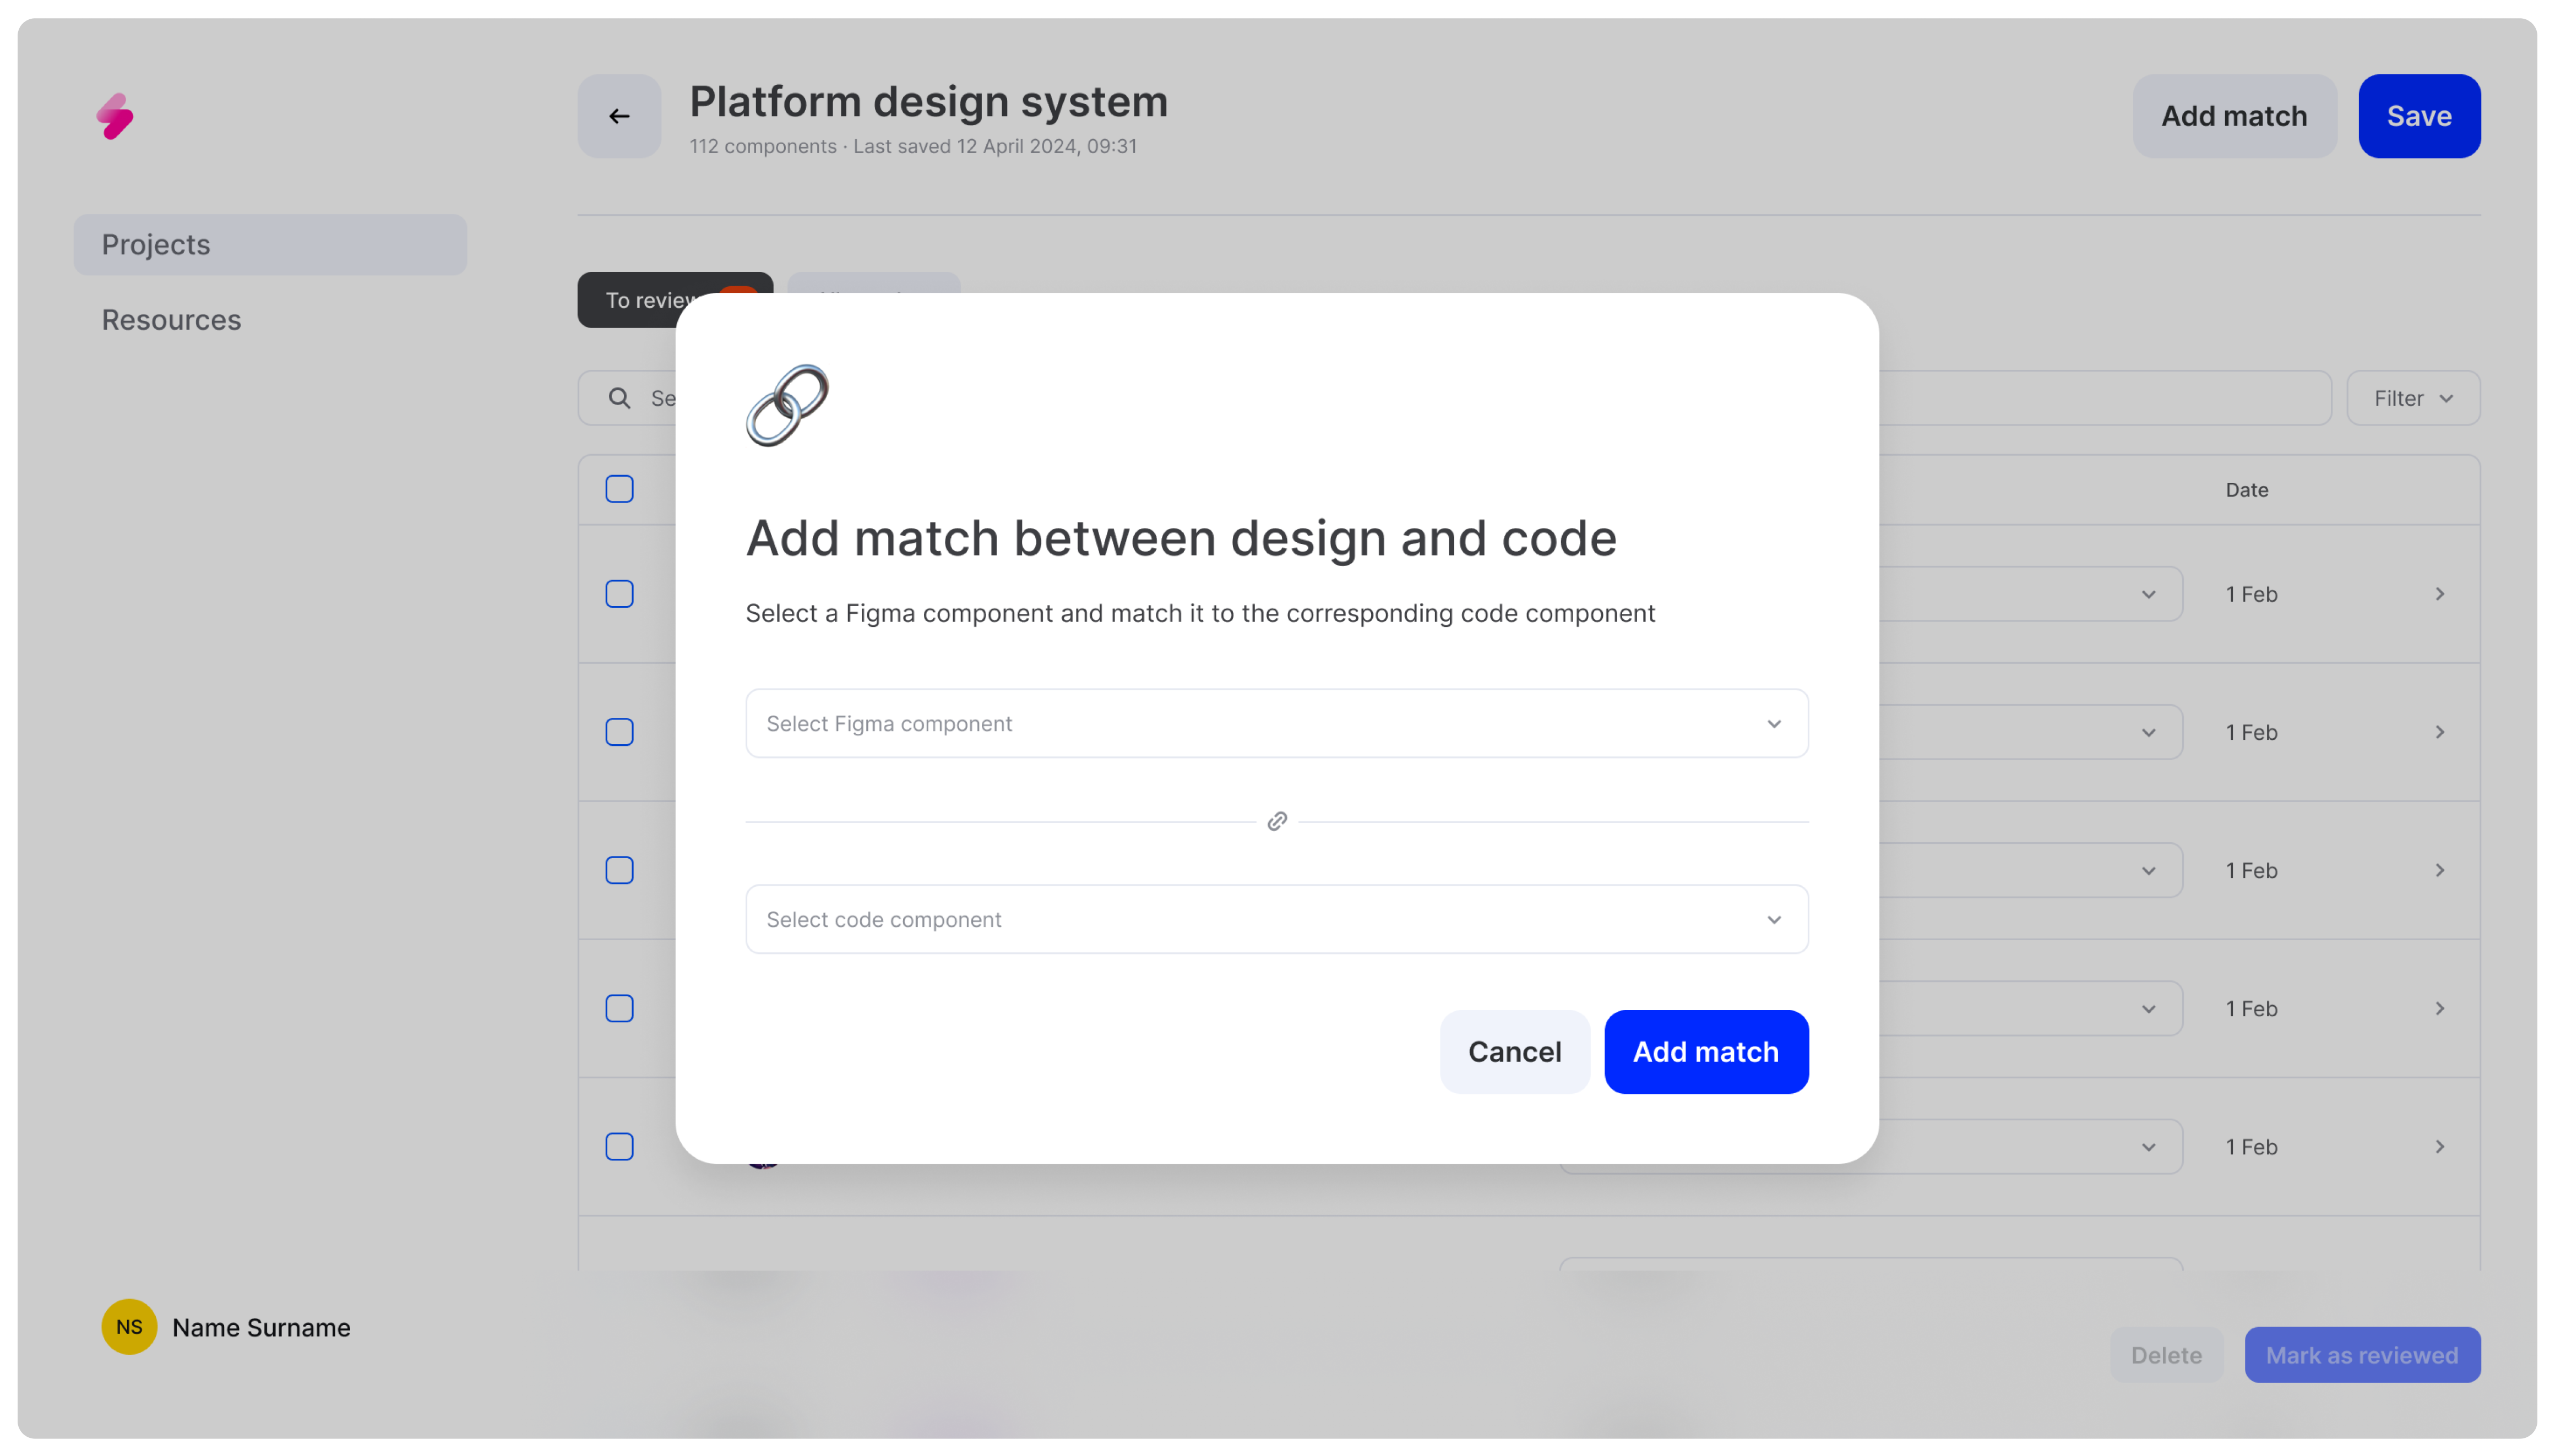 Platform design system
112 components · Last saved 12 April 2024, 09:31
Add match
Save
Projects
Resources
To review
Filter
Date
1 Feb
1 Feb
1 Feb
1 Feb
1 Feb
Add match between design and code
Select a Figma component and match it to the corresponding code component
Select Figma component
Select code component
Cancel
Add match
NS
Name Surname
Delete
Mark as reviewed